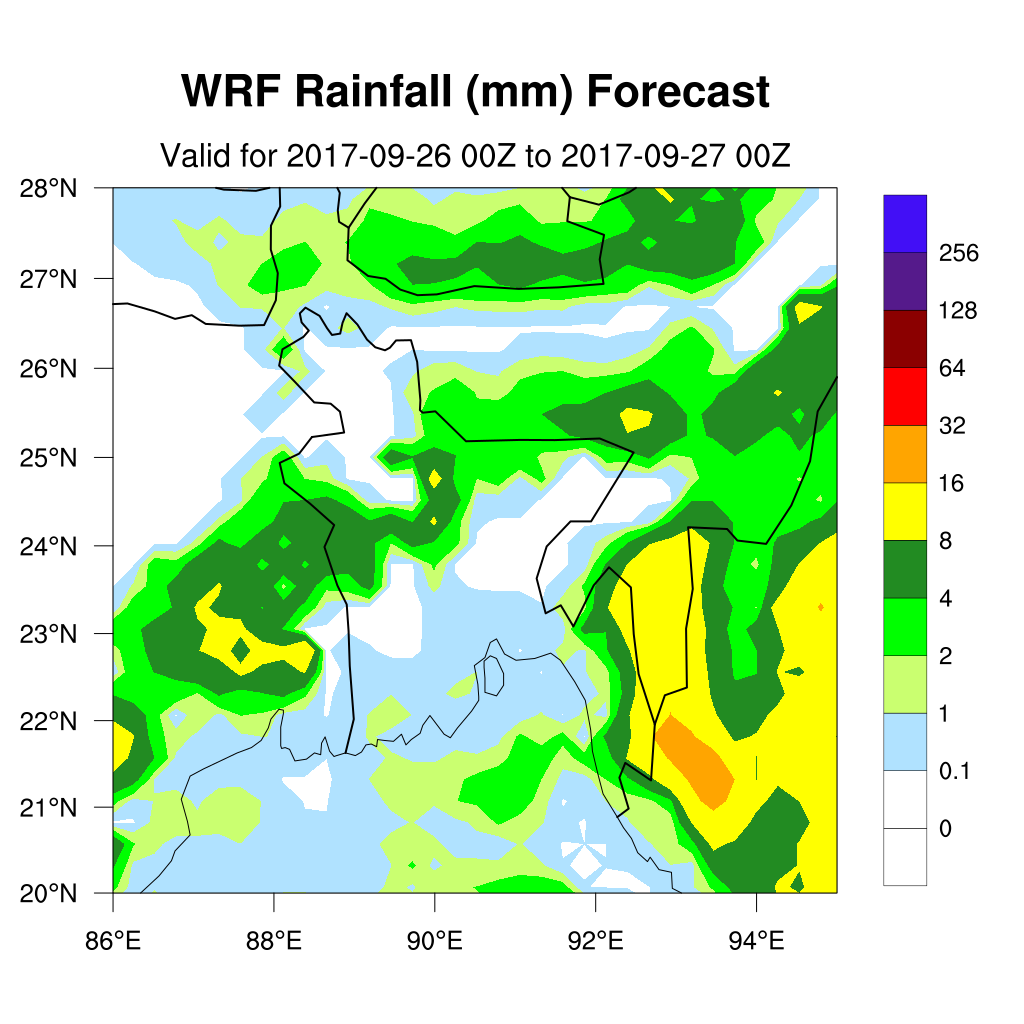 WRF Rainfall (mm) Forecast
Valid for 2017-09-26 00Z to 2017-09-27 00Z
28°N
27°N
26°N
25°N
24°N
23°N
22°N
21°N
20°N
86°E 88°E 90°E 92°E 94°E
256
128
64
32
16
8
4
2
1
0.1
0